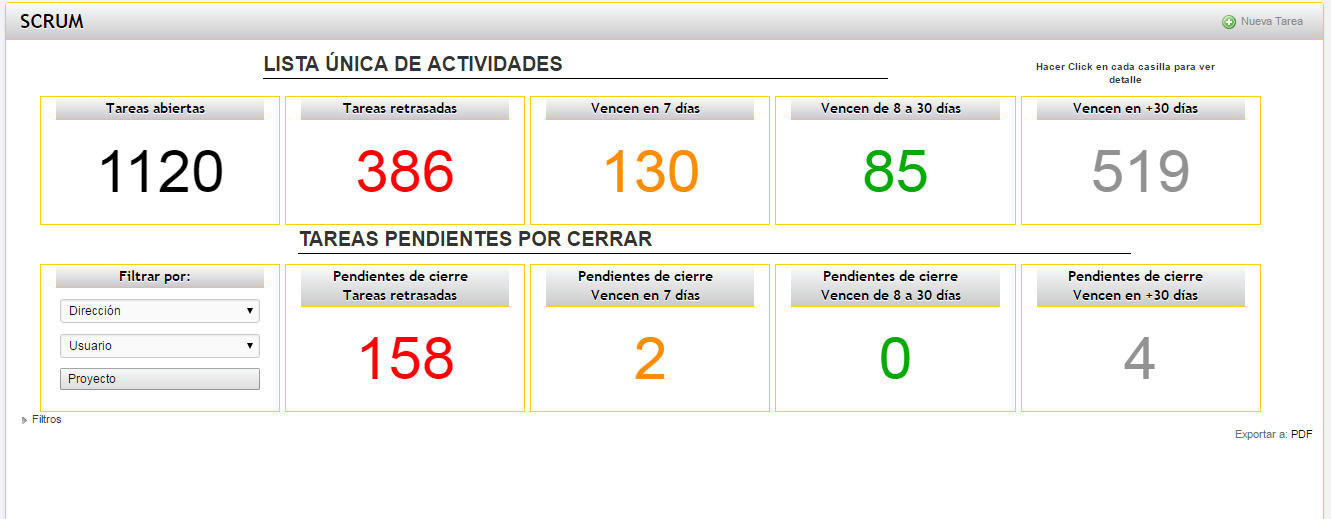 SCRUM
Nueva Tarea
LISTA ÚNICA DE ACTIVIDADES
Hacer Click en cada casilla para ver
detalle
Tareas abiertas
1120
Tareas retrasadas
386
Vencen en 7 días
130
Vencen de 8 a 30 días
85
Vencen en +30 días
519
TAREAS PENDIENTES POR CERRAR
Filtrar por:
Dirección
Usuario
Proyecto
Pendientes de cierre
Tareas retrasadas
158
Pendientes de cierre
Vencen en 7 días
2
Pendientes de cierre
Vencen de 8 a 30 días
0
Pendientes de cierre
Vencen en +30 días
4
Filtros
Exportar a: PDF